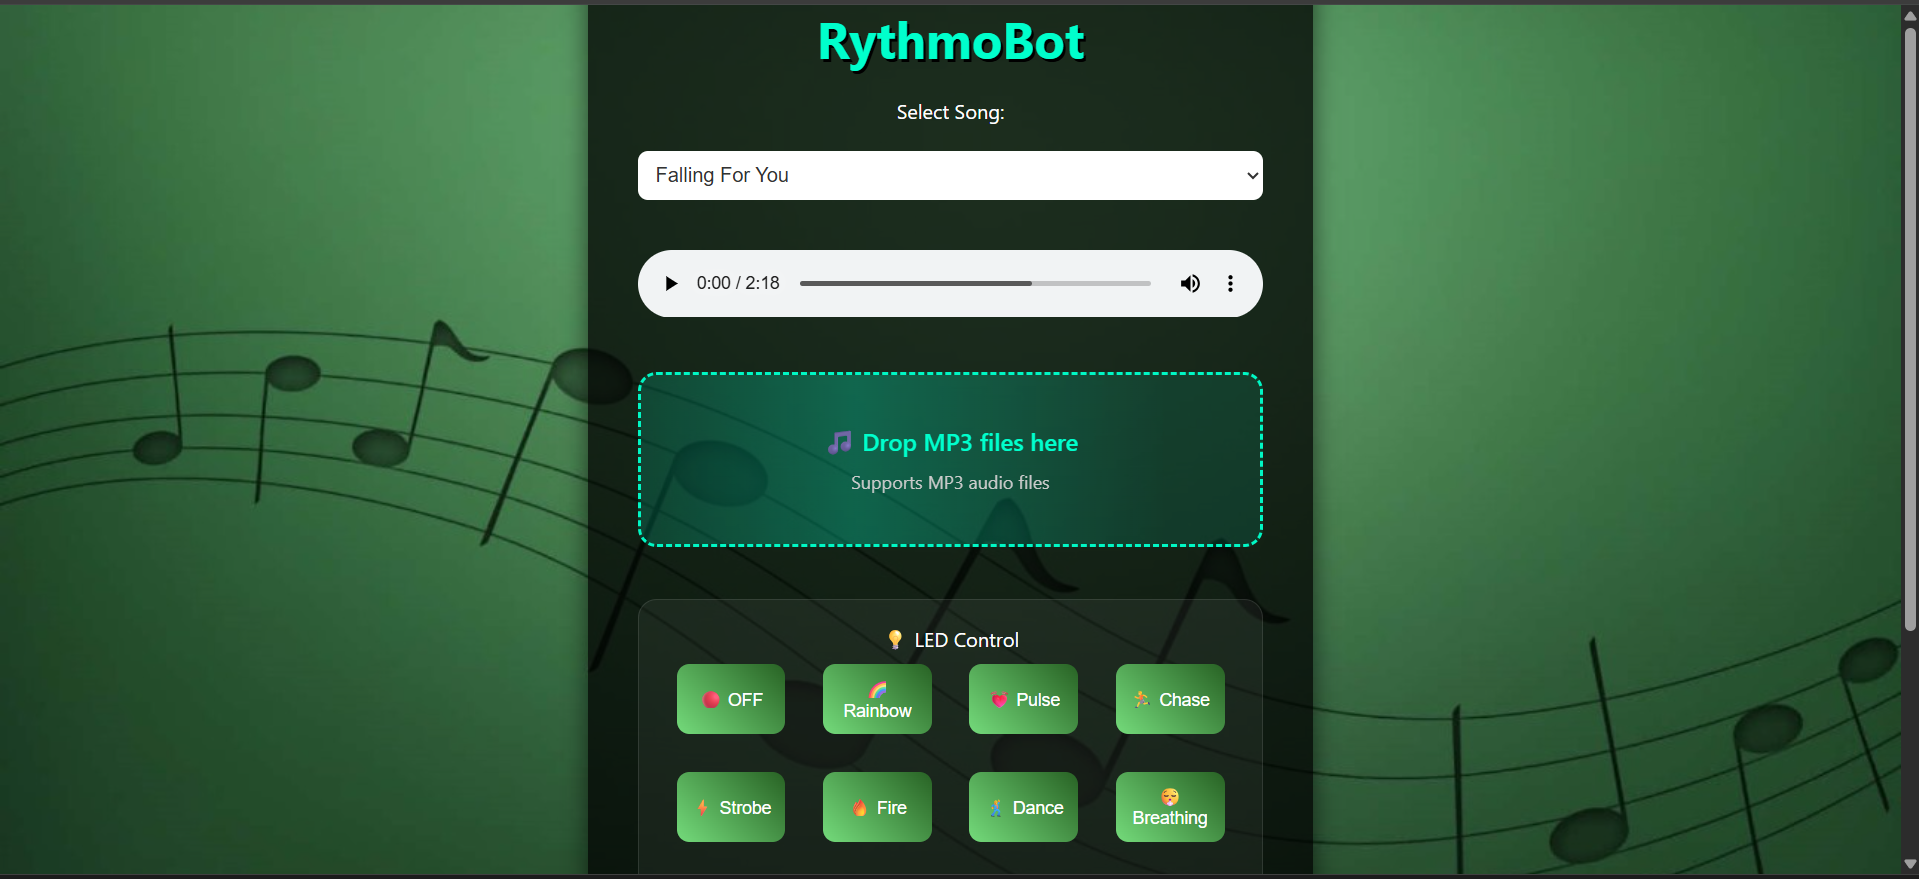 RythmoBot
Select Song:
Falling For You
0:00 / 2:18
🎵 Drop MP3 files here
Supports MP3 audio files
💡 LED Control
🔴 OFF
🌈
Rainbow
💓 Pulse
🏃 Chase
⚡ Strobe
🔥 Fire
🕺 Dance
😮‍💨
Breathing